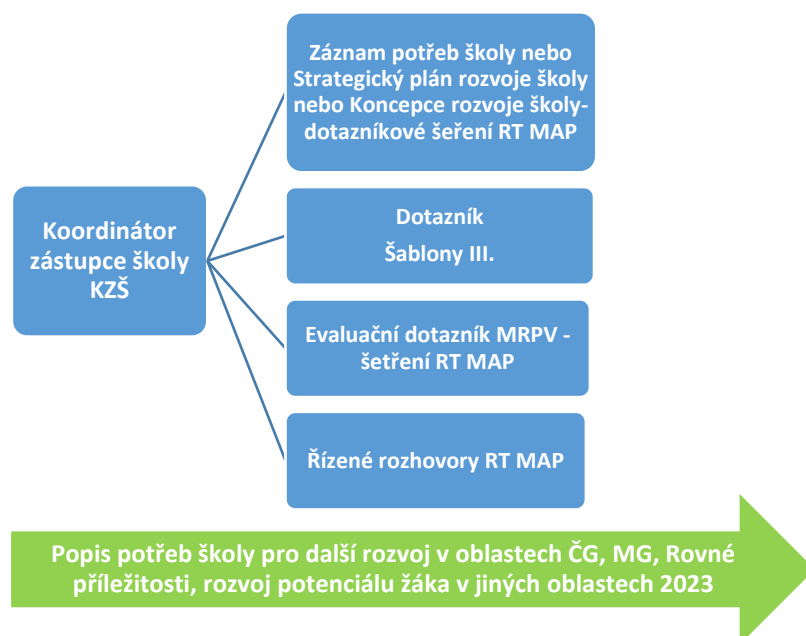 Záznam potřeb školy nebo
Strategický plán rozvoje školy
nebo Koncepce rozvoje školy-
dotazníkové šeření RT MAP
Koordinátor
zástupce školy
KZŠ
Dotazník
Šablony III.
Evaluační dotazník MRPV -
šetření RT MAP
Řízené rozhovory RT MAP
Popis potřeb školy pro další rozvoj v oblastech ČG, MG, Rovné
příležitosti, rozvoj potenciálu žáka v jiných oblastech 2023